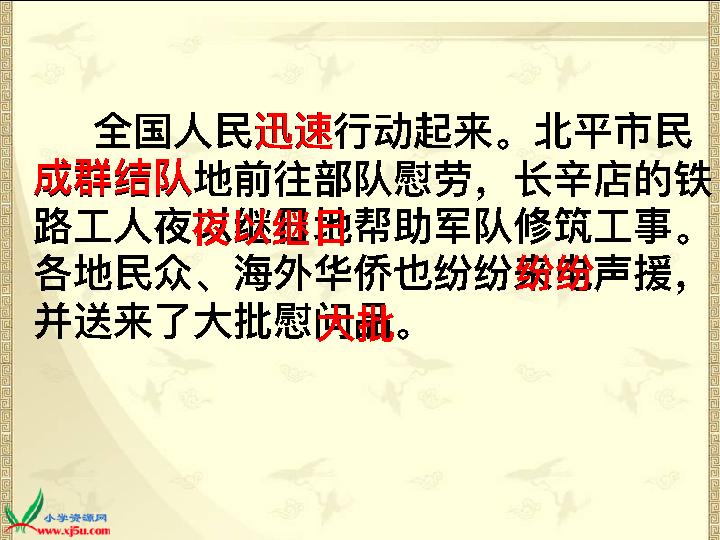 全国人民迅速行动起来。北平市民
成群结队地前往部队慰劳，长辛店的铁
路工人夜以继日地帮助军队修筑工事。
夜以继日
各地民众、海外华侨也纷纷来电声援，
纷纷
并送来了大批慰问品。
大批
小学资源网
www.xj5u.com